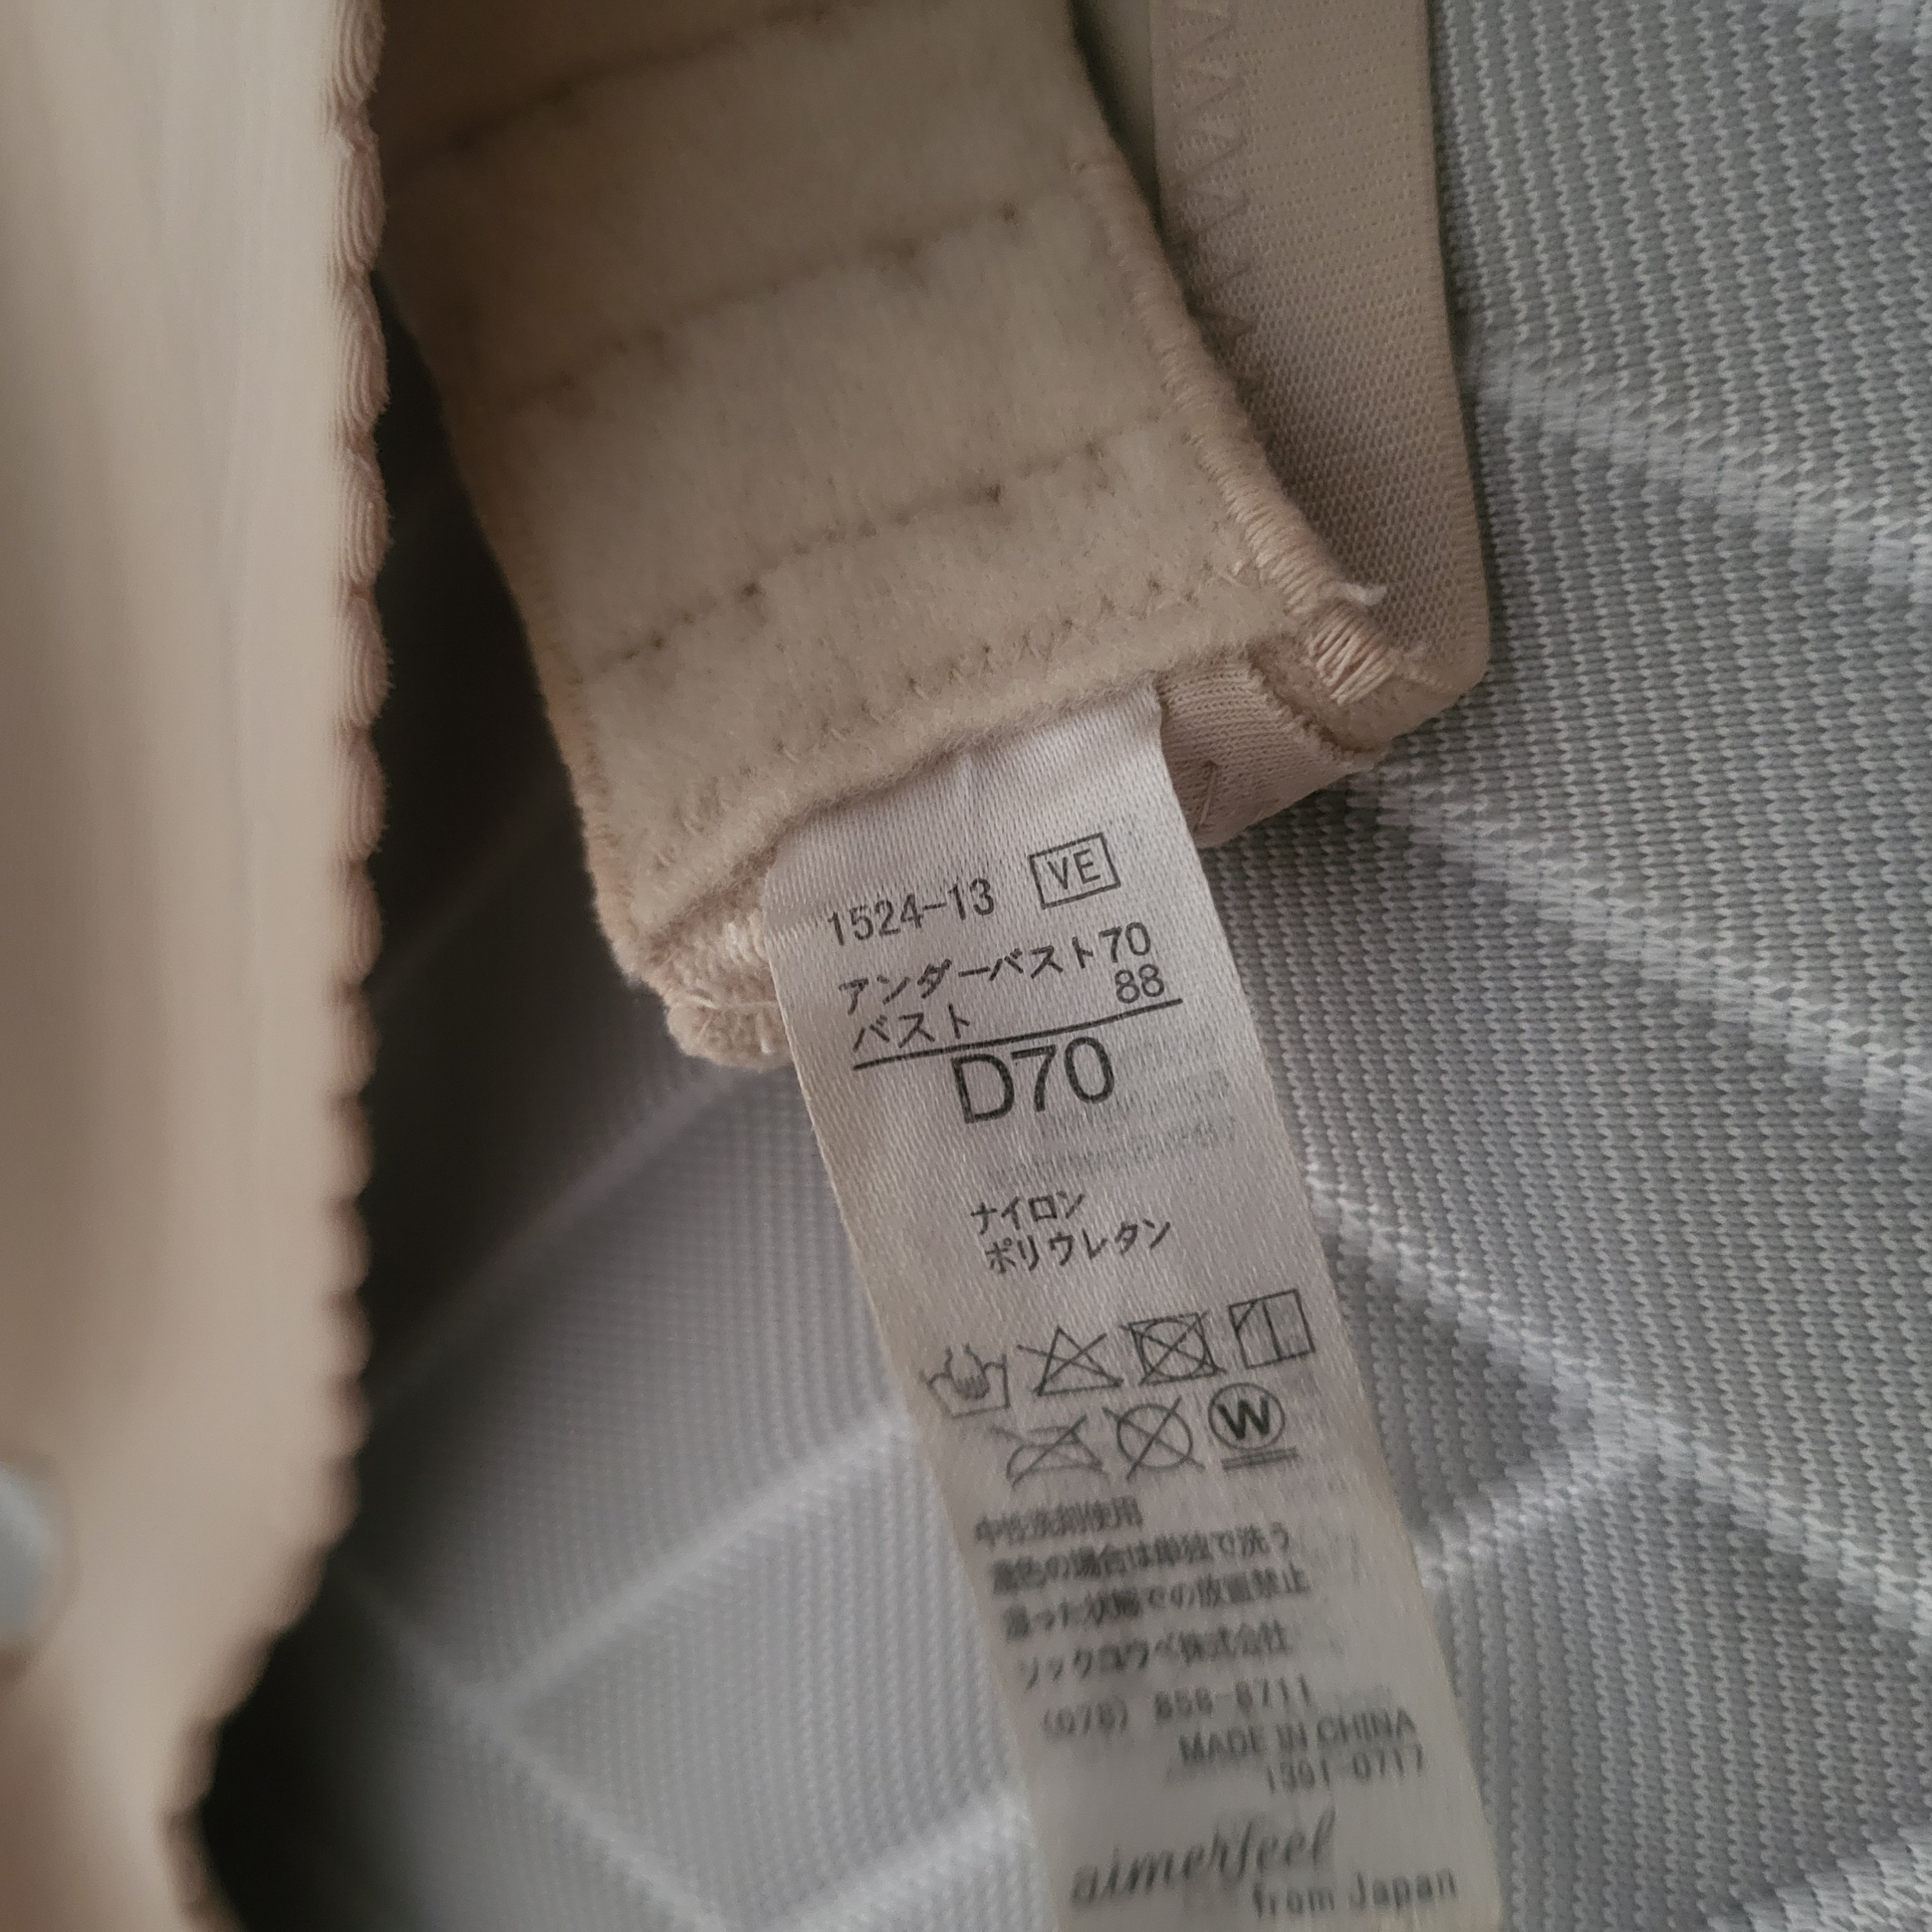 1524-13 VE
アンダーバスト70
バスト 88
D70
ナイロン
ポリウレタン
W
中性洗剤使用
濃色の場合は単独で洗う
湿った状態での放置禁止
リックコウベ株式会社
(078) 858-8711
MADE IN CHINA
1391-0717
aimerfeel
from Japan